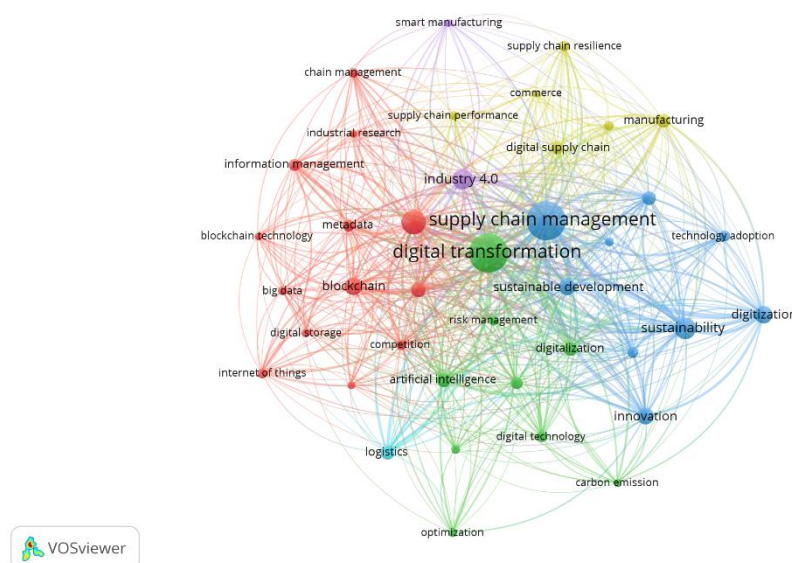 smart manufacturing
supply chain resilience
chain management
commerce
supply chain performance
manufacturing
industrial research
digital supply chain
information management
industry 4.0
supply chain management
metadata
blockchain technology
technology adoption
digital transformation
blockchain
sustainable development
big data
digitization
risk management
sustainability
digital storage
competition
digitalization
internet of things
artificial intelligence
innovation
digital technology
logistics
carbon emission
optimization
VOSviewer